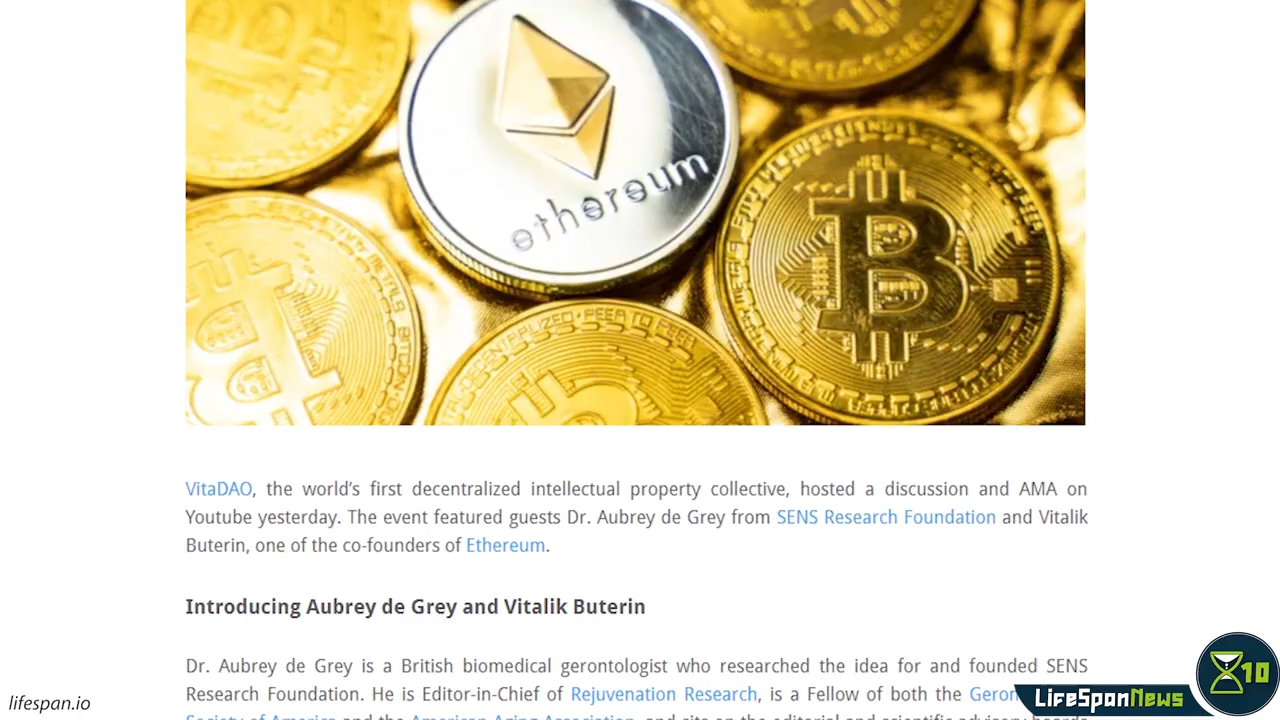 ethereum
DECENTRALIZED • PEER TO PEER
VitaDAO, the world's first decentralized intellectual property collective, hosted a discussion and AMA on
Youtube yesterday. The event featured guests Dr. Aubrey de Grey from SENS Research Foundation and Vitalik
Buterin, one of the co-founders of Ethereum.
Introducing Aubrey de Grey and Vitalik Buterin
Dr. Aubrey de Grey is a British biomedical gerontologist who researched the idea for and founded SENS
Research Foundation. He is Editor-in-Chief of Rejuvenation Research, is a Fellow of both the
lifespan.io
LifeSpanNews
10